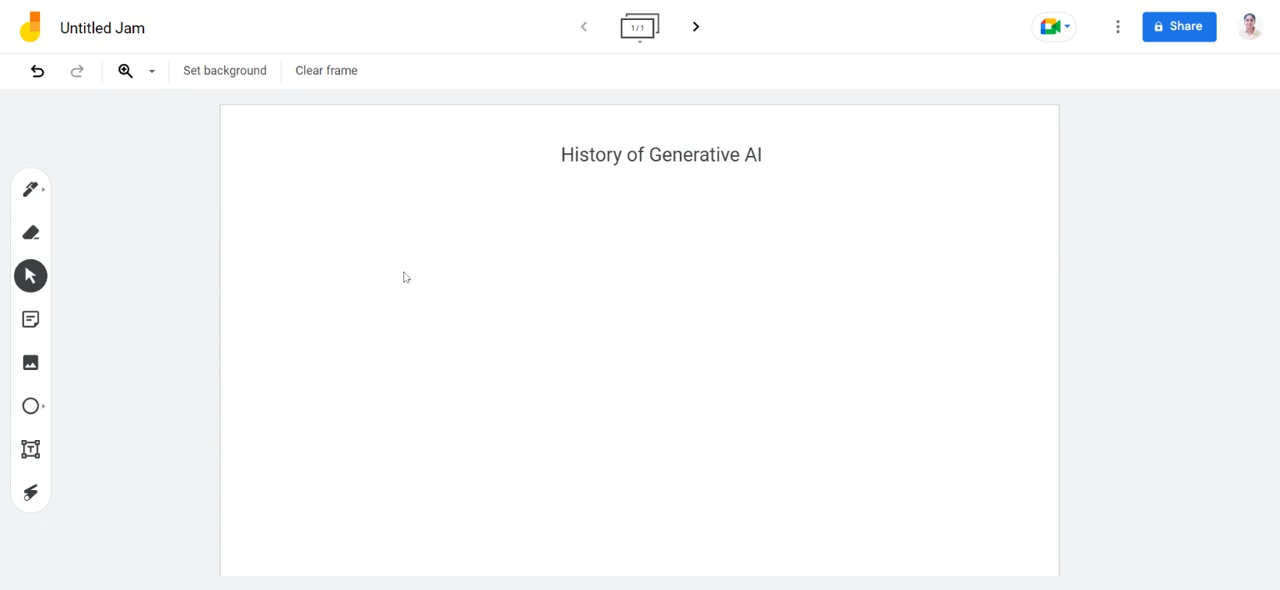 Untitled Jam
1/1
Share
Set background
Clear frame
History of Generative AI
T